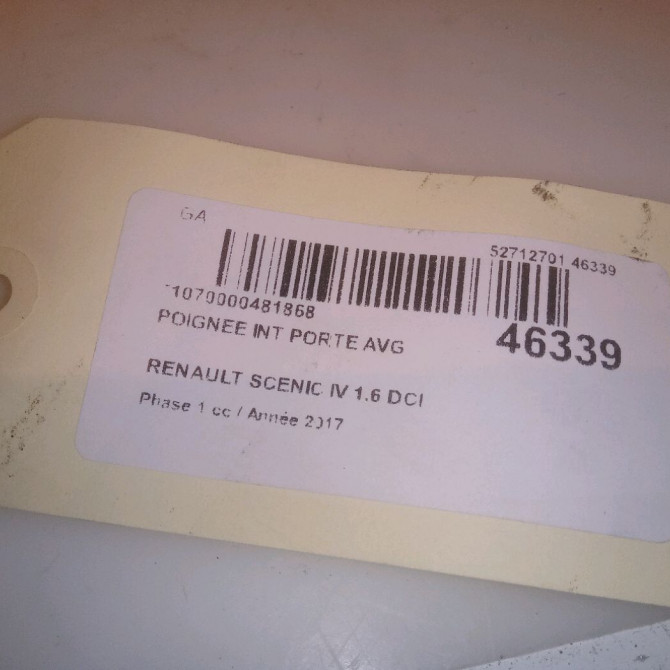 GA
52712701 46339
1070000481868
46339
POIGNEE INT PORTE AVG
RENAULT SCENIC IV 1.6 DCI
Phase 1 cc / Année 2017